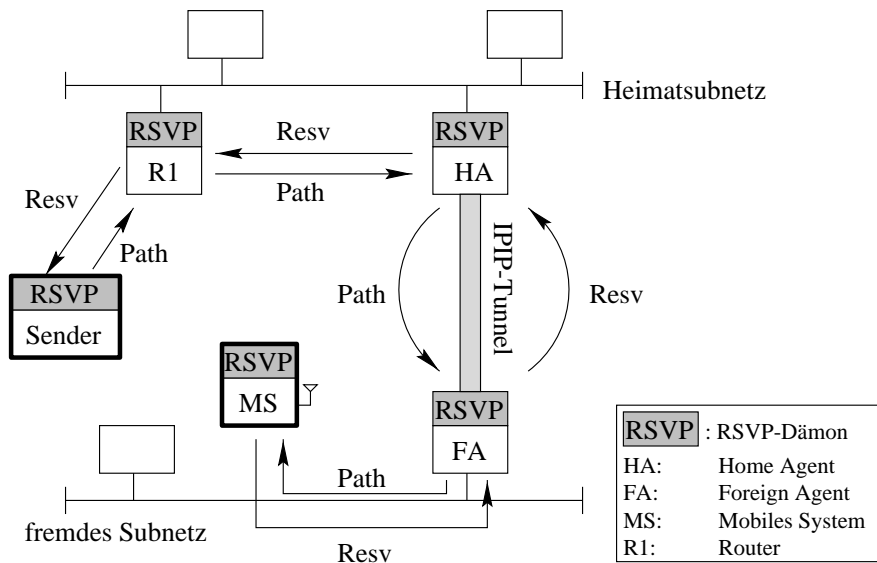 Heimatsubnetz
RSVP
R1
Resv
Path
RSVP
HA
Resv
Path
RSVP
Sender
Path
IPIP-Tunnel
Resv
RSVP
MS
RSVP
FA
Path
Resv
fremdes Subnetz
RSVP : RSVP-Dämon
HA: Home Agent
FA: Foreign Agent
MS: Mobiles System
R1: Router